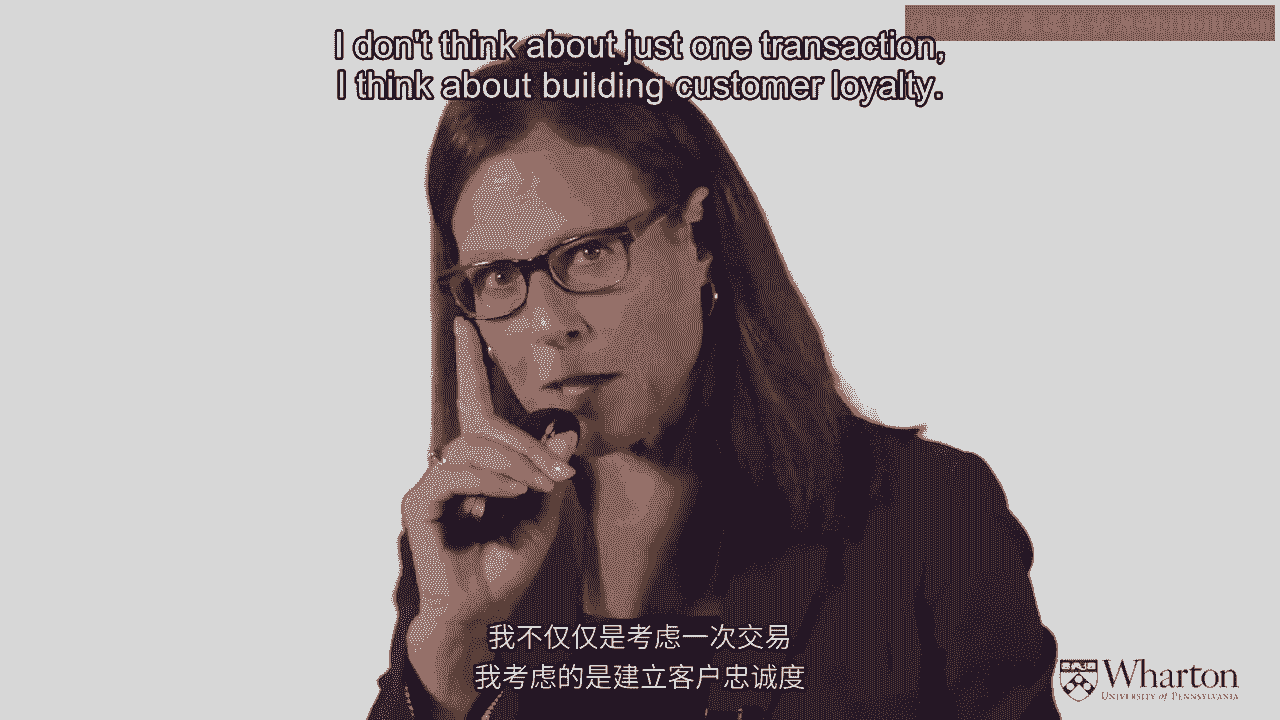 I don't think about just one transaction,
I think about building customer loyalty.
我不仅仅是考虑一次交易
我考虑的是建立客户忠诚度
Wharton
University of Pennsylvania